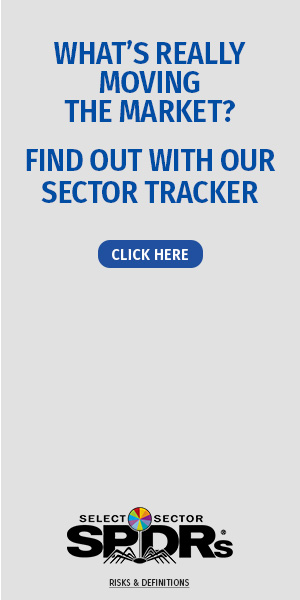 WHAT'S REALLY
MOVING
THE MARKET?
FIND OUT WITH OUR
SECTOR TRACKER
CLICK HERE
SELECT SECTOR
SPDRs®
RISKS & DEFINITIONS